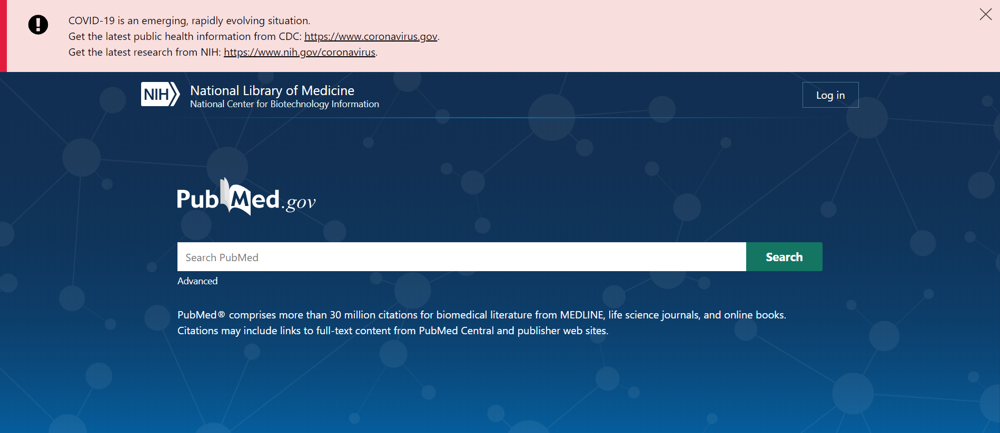 COVID-19 is an emerging, rapidly evolving situation.
Get the latest public health information from CDC: https://www.coronavirus.gov.
Get the latest research from NIH: https://www.nih.gov/coronavirus.
NIH
National Library of Medicine
National Center for Biotechnology Information
Log in
PubMed.gov
Search PubMed
Search
Advanced
PubMed® comprises more than 30 million citations for biomedical literature from MEDLINE, life science journals, and online books.
Citations may include links to full-text content from PubMed Central and publisher web sites.